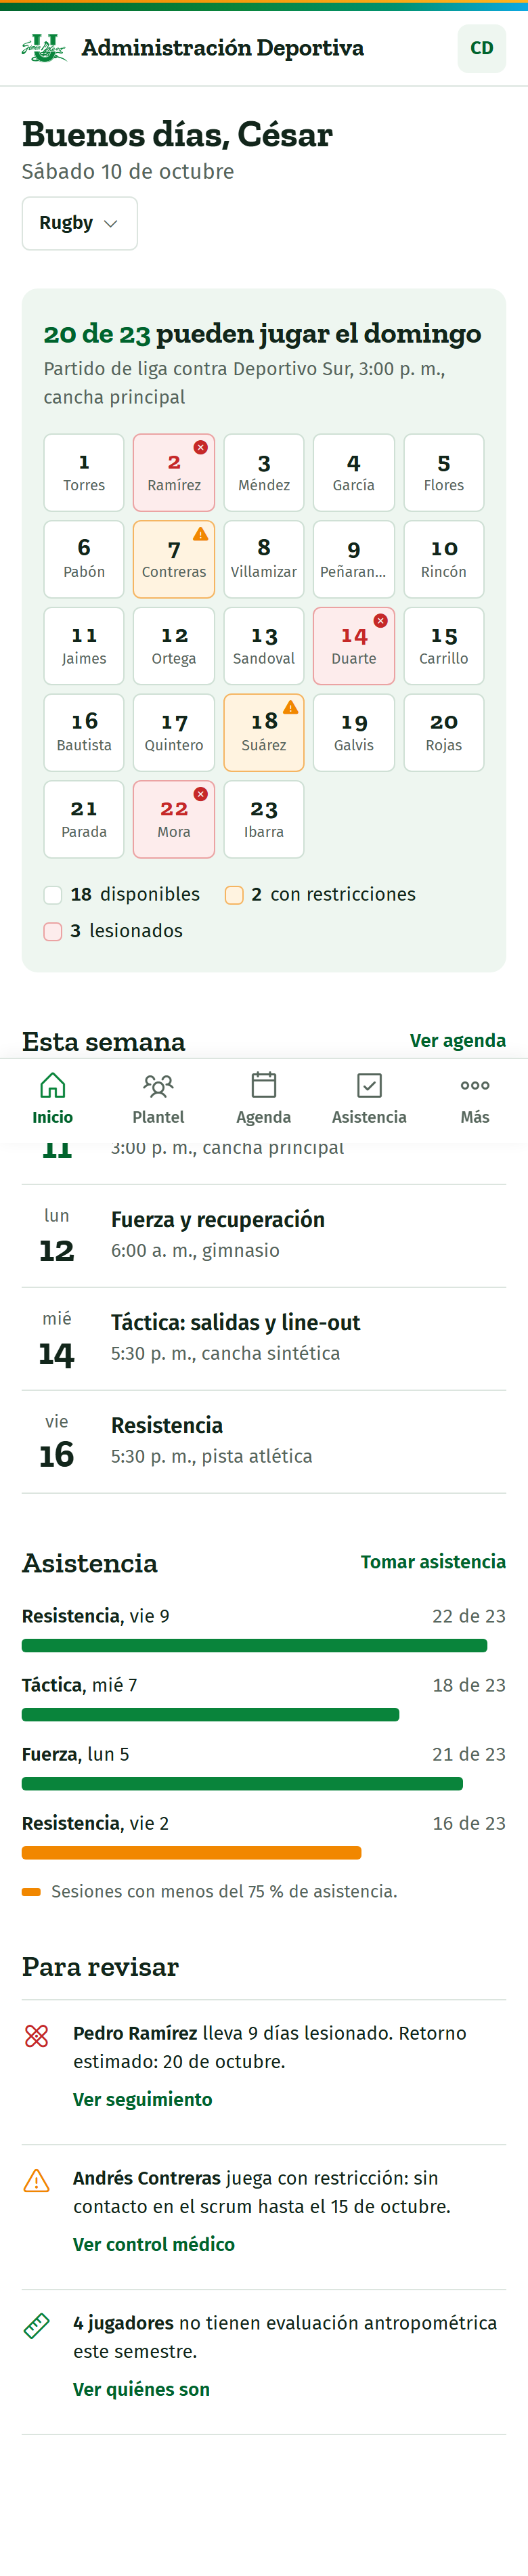 Administración Deportiva
CD
Buenos días, César
Sábado 10 de octubre
Rugby
20 de 23 pueden jugar el domingo
Partido de liga contra Deportivo Sur, 3:00 p. m.,
cancha principal
1 2 3 4 5
Torres Ramírez Méndez García Flores
6 7 8 9 10
Pabón Contreras Villamizar Peñaran... Rincón
11 12 13 14 15
Jaimes Ortega Sandoval Duarte Carrillo
16 17 18 19 20
Bautista Quintero Suárez Galvis Rojas
21 22 23
Parada Mora Ibarra
18 disponibles 2 con restricciones
3 lesionados
Esta semana Ver agenda
Inicio Plantel Agenda Asistencia Más
11 3:00 p. m., cancha principal
lun
Fuerza y recuperación
12
6:00 a. m., gimnasio
mié
Táctica: salidas y line-out
14
5:30 p. m., cancha sintética
vie
Resistencia
16
5:30 p. m., pista atlética
Asistencia Tomar asistencia
Resistencia, vie 9 22 de 23
Táctica, mié 7 18 de 23
Fuerza, lun 5 21 de 23
Resistencia, vie 2 16 de 23
Sesiones con menos del 75 % de asistencia.
Para revisar
Pedro Ramírez lleva 9 días lesionado. Retorno
estimado: 20 de octubre.
Ver seguimiento
Andrés Contreras juega con restricción: sin
contacto en el scrum hasta el 15 de octubre.
Ver control médico
4 jugadores no tienen evaluación antropométrica
este semestre.
Ver quiénes son